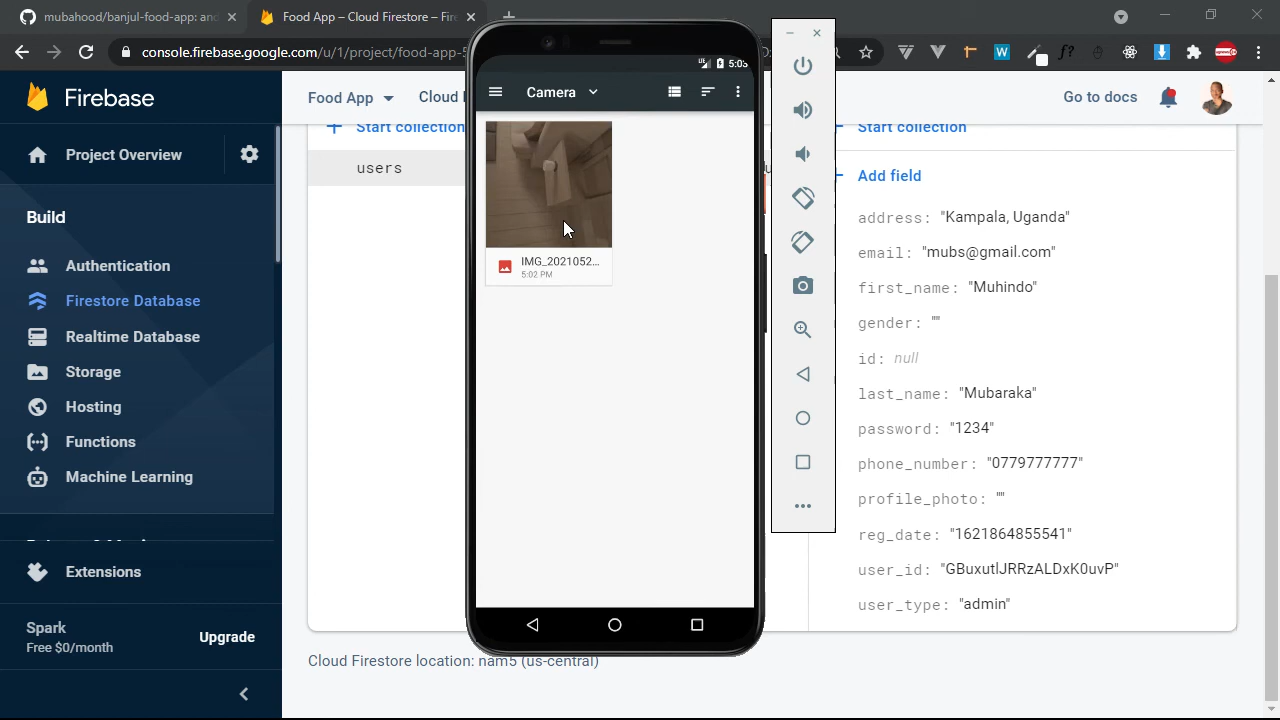 mubahood/banjul-food-app: and
Food App – Cloud Firestore – Fire
console.firebase.google.com/u/1/project/food-app-5
Firebase
Food App
Cloud F
Go to docs
Project Overview
Build
Authentication
Firestore Database
Realtime Database
Storage
Hosting
Functions
Machine Learning
Extensions
Spark
Free $0/month
Upgrade
Start collection
users
5:03
Camera
IMG_2021052...
5:02 PM
Start collection
Add field
address: "Kampala, Uganda"
email: "mubs@gmail.com"
first_name: "Muhindo"
gender: ""
id: null
last_name: "Mubaraka"
password: "1234"
phone_number: "0779777777"
profile_photo: ""
reg_date: "1621864855541"
user_id: "GBuxutlJRRzALDxK0uvP"
user_type: "admin"
Cloud Firestore location: nam5 (us-central)